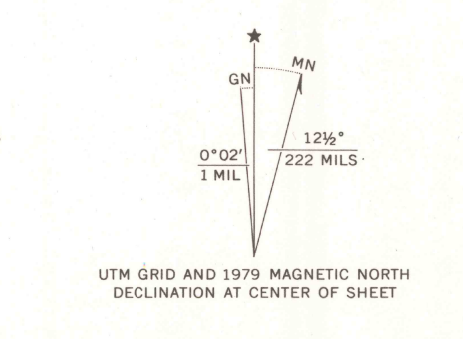 MN
GN
12½°
222 MILS
0°02'
1 MIL
UTM GRID AND 1979 MAGNETIC NORTH
DECLINATION AT CENTER OF SHEET